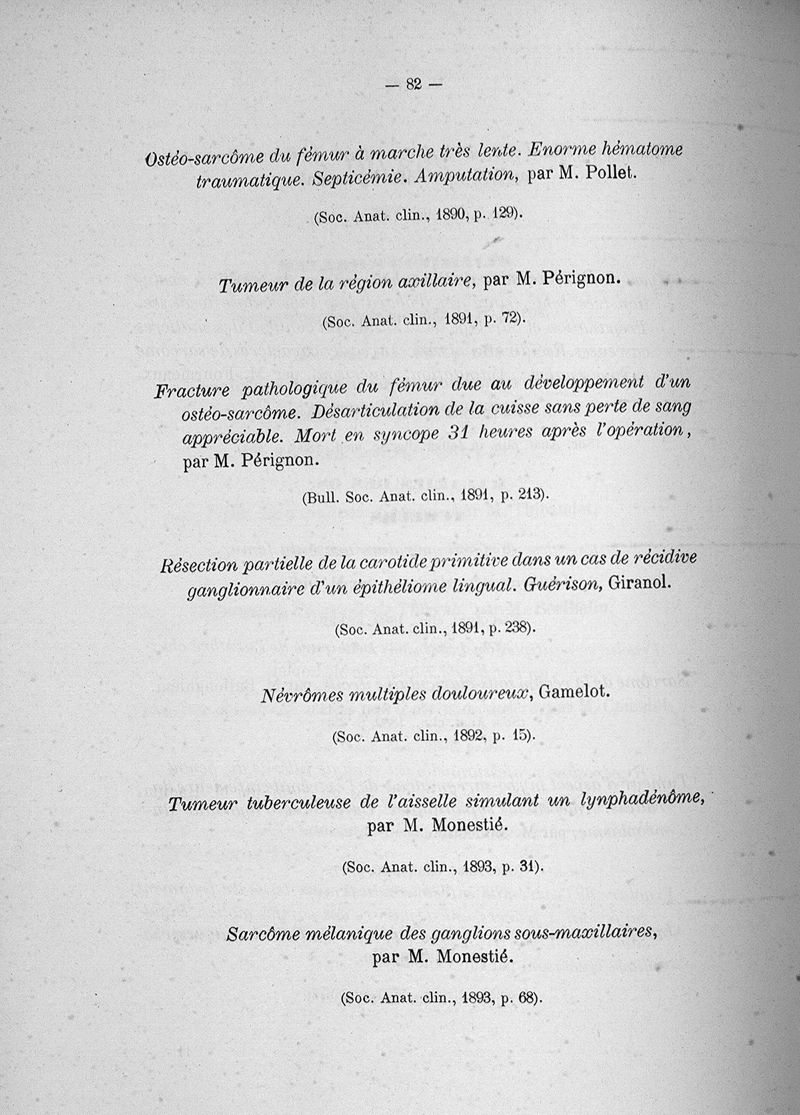 — 82 —
Ostéo-sarcôme du fémur à marche très lente. Enorme hématome
traumatique. Septicémie. Amputation, par M. Pollet.
(Soc. Anat. clin., 1890, p. 129).
Tumeur de la région axillaire, par M. Pérignon.
(Soc. Anat. clin., 1891, p. 72).
Fracture pathologique du fémur due au développement d'un
ostéo-sarcôme. Désarticulation de la cuisse sans perte de sang
appréciable. Mort en syncope 31 heures après l'opération,
par M. Pérignon.
(Bull. Soc. Anat. clin., 1891, p. 213).
Résection partielle de la carotide primitive dans un cas de récidive
ganglionnaire d'un épithéliome lingual. Guérison, Giranol.
(Soc. Anat. clin., 1891, p. 238).
Névrômes multiples douloureux, Gamelot.
(Soc. Anat. clin., 1892, p. 15).
Tumeur tuberculeuse de l'aisselle simulant un lymphadénôme,
par M. Monestié.
(Soc. Anat. clin., 1893, p. 31).
Sarcôme mélanique des ganglions sous-maxillaires,
par M. Monestié.
(Soc. Anat. clin., 1893, p. 68).